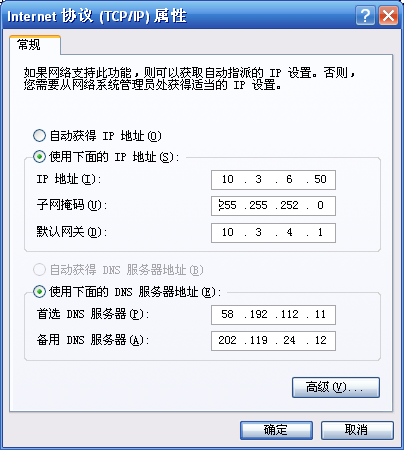 Internet 协议 (TCP/IP) 属性
常规
如果网络支持此功能，则可以获取自动指派的 IP 设置。否则，
您需要从网络系统管理员处获得适当的 IP 设置。
自动获得 IP 地址(O)
使用下面的 IP 地址(S):
IP 地址(I): 10 . 3 . 6 . 50
子网掩码(U): 255 .255 .252 . 0
默认网关(D): 10 . 3 . 4 . 1
自动获得 DNS 服务器地址(B)
使用下面的 DNS 服务器地址(E):
首选 DNS 服务器(P): 58 .192 .112 . 11
备用 DNS 服务器(A): 202 .119 . 24 . 12
高级(V)...
确定 取消